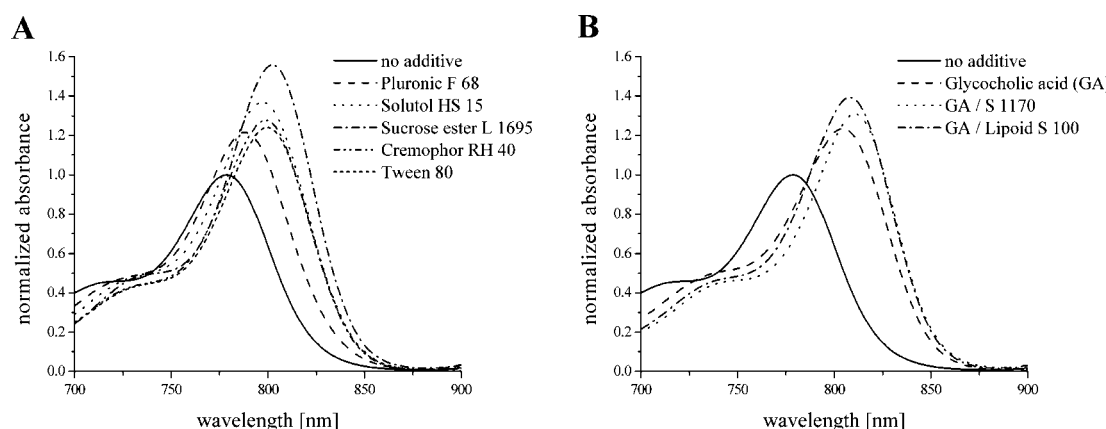 A
normalized absorbance
1.6
1.4
1.2
1.0
0.8
0.6
0.4
0.2
0.0
no additive
Pluronic F 68
Solutol HS 15
Sucrose ester L 1695
Cremophor RH 40
Tween 80
700
750
800
850
900
wavelength [nm]
B
normalized absorbance
1.6
1.4
1.2
1.0
0.8
0.6
0.4
0.2
0.0
no additive
Glycocholic acid (GA)
GA / S 1170
GA / Lipoid S 100
700
750
800
850
900
wavelength [nm]